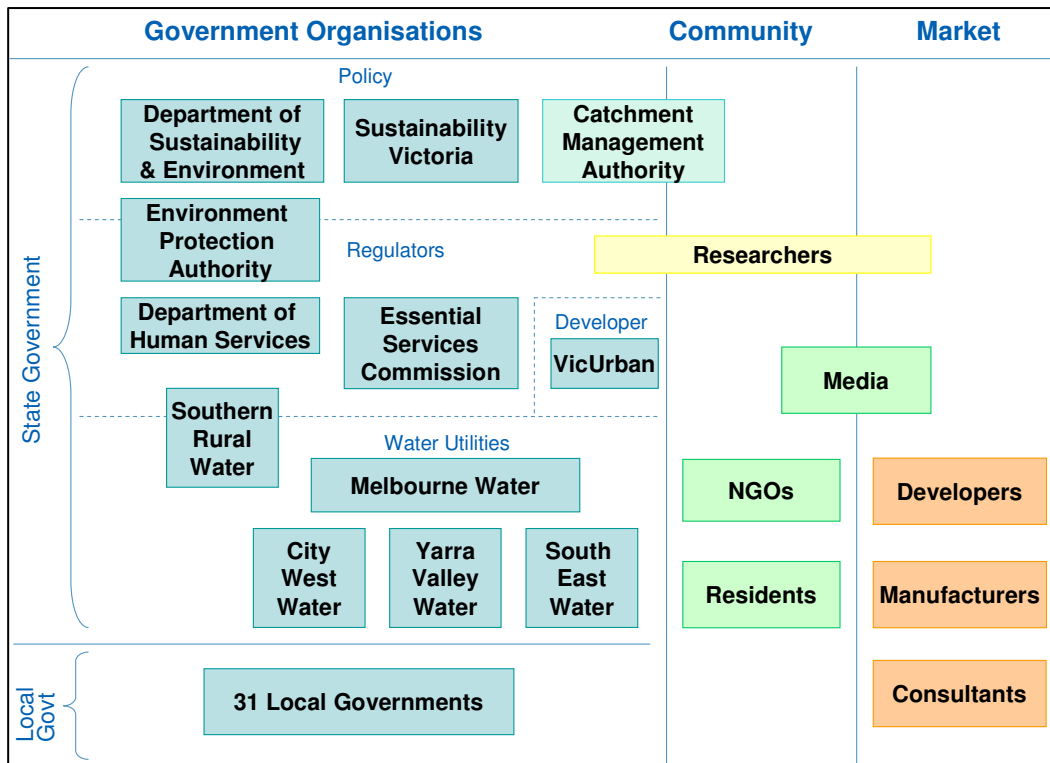 Government Organisations
Community
Market
State Government
Policy
Department of
Sustainability
& Environment
Sustainability
Victoria
Catchment
Management
Authority
Environment
Protection
Authority
Regulators
Researchers
Department of
Human Services
Essential
Services
Commission
Developer
VicUrban
Media
Southern
Rural
Water
Water Utilities
Melbourne Water
NGOs
Developers
City
West
Water
Yarra
Valley
Water
South
East
Water
Residents
Manufacturers
Local
Govt
31 Local Governments
Consultants